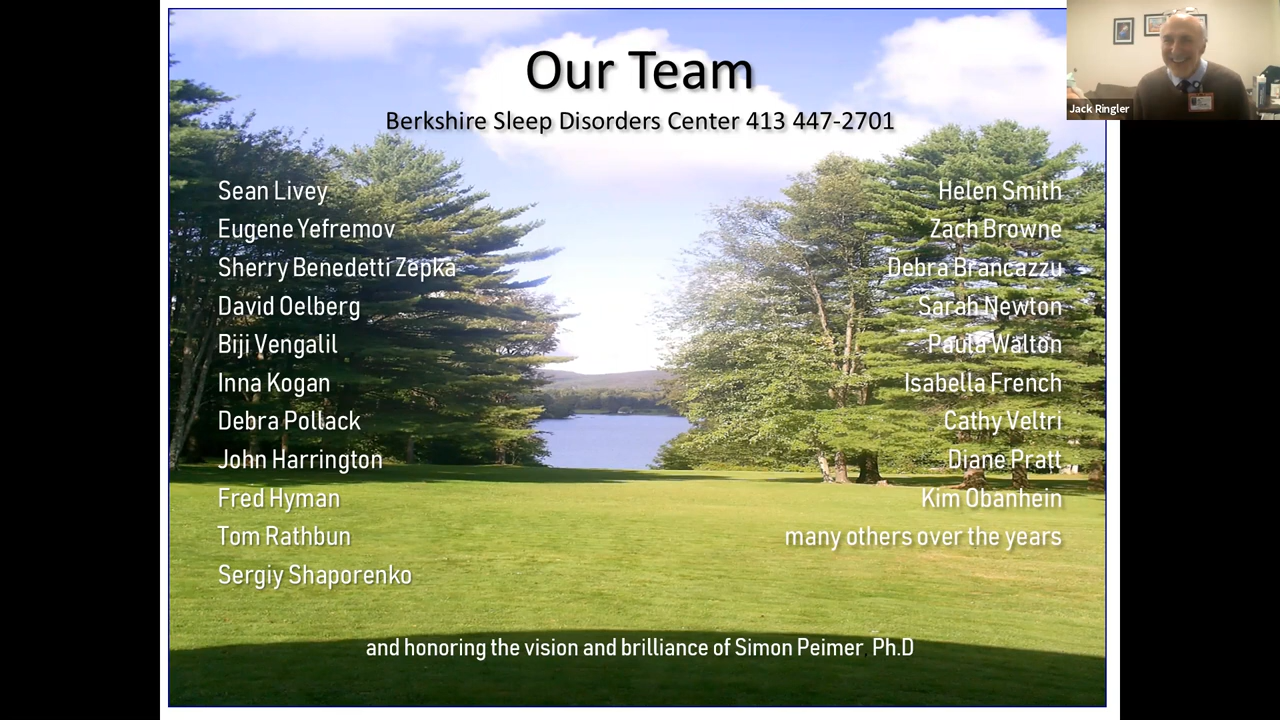 Our Team
Berkshire Sleep Disorders Center 413 447-2701
Jack Ringler
Sean Livey
Eugene Yefremov
Sherry Benedetti Zepka
David Oelberg
Biji Vengalil
Inna Kogan
Debra Pollack
John Harrington
Fred Hyman
Tom Rathbun
Sergiy Shaporenko
Helen Smith
Zach Browne
Debra Brancazzu
Sarah Newton
Paula Walton
Isabella French
Cathy Veltri
Diane Pratt
Kim Obanhein
many others over the years
and honoring the vision and brilliance of Simon Peimer Ph.D